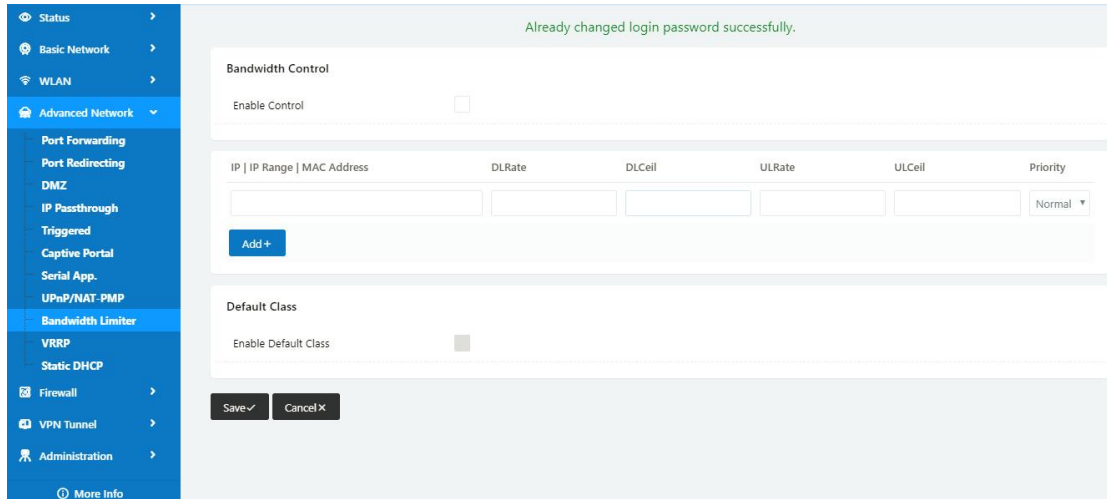 Status
Basic Network
WLAN
Advanced Network
Port Forwarding
Port Redirecting
DMZ
IP Passthrough
Triggered
Captive Portal
Serial App.
UPnP/NAT-PMP
Bandwidth Limiter
VRRP
Static DHCP
Firewall
VPN Tunnel
Administration
More Info
Already changed login password successfully.
Bandwidth Control
Enable Control
IP | IP Range | MAC Address DLRate DLCeil ULRate ULCeil Priority
Normal
Add +
Default Class
Enable Default Class
Save Cancel